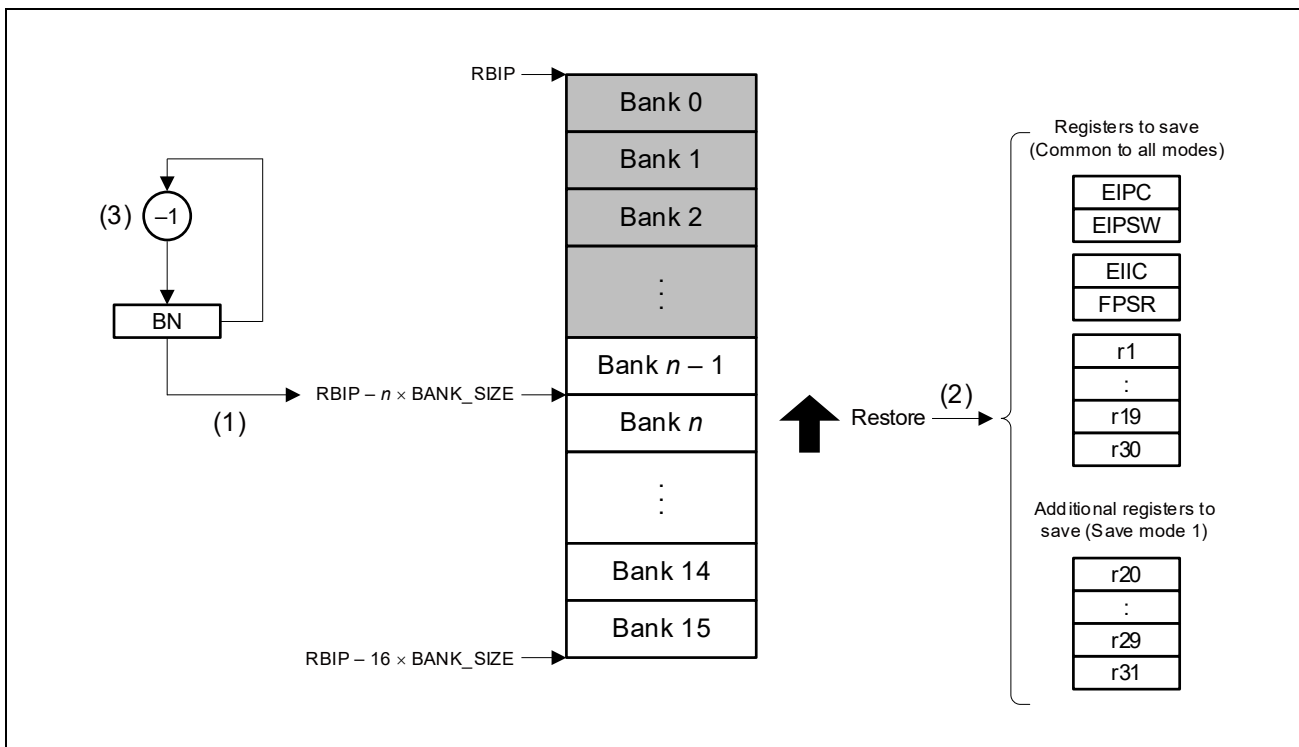 RBIP
Bank 0
Bank 1
Bank 2
⋮
Bank n – 1
Bank n
⋮
Bank 14
Bank 15
(3)
–1
BN
(1)
RBIP – n × BANK_SIZE
RBIP – 16 × BANK_SIZE
Restore
(2)
Registers to save
(Common to all modes)
EIPC
EIPSW
EIIC
FPSR
r1
:
r19
r30
Additional registers to
save (Save mode 1)
r20
:
r29
r31